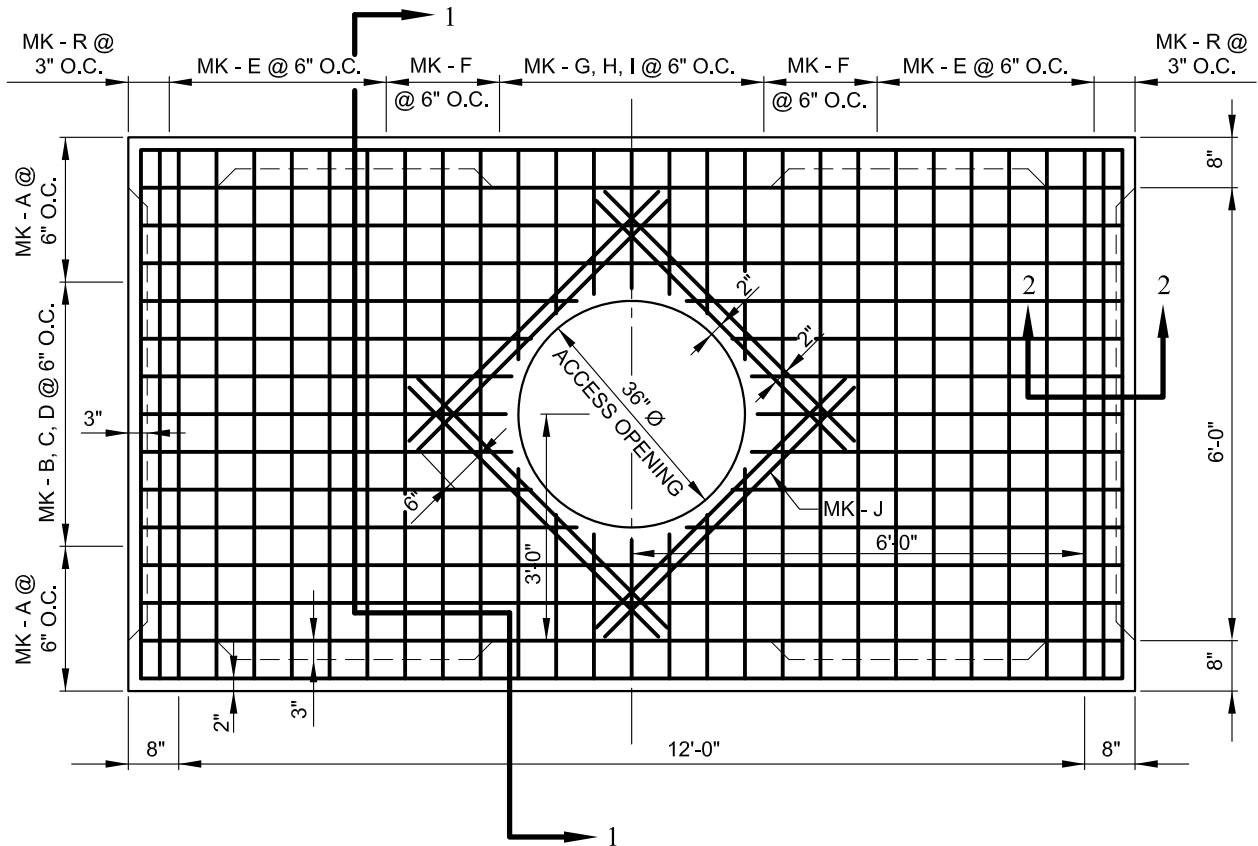 1
MK - R @
3" O.C.
MK - E @ 6" O.C.
MK - F
@ 6" O.C.
MK - G, H, I @ 6" O.C.
MK - F
@ 6" O.C.
MK - E @ 6" O.C.
MK - R @
3" O.C.
MK - A @
6" O.C.
8"
MK - B, C, D @ 6" O.C.
3"
2"
2"
36" Ø
ACCESS OPENING
2
2
6'-0"
6"
MK - J
6'-0"
3'-0"
MK - A @
6" O.C.
2"
3"
8"
8"
12'-0"
8"
1